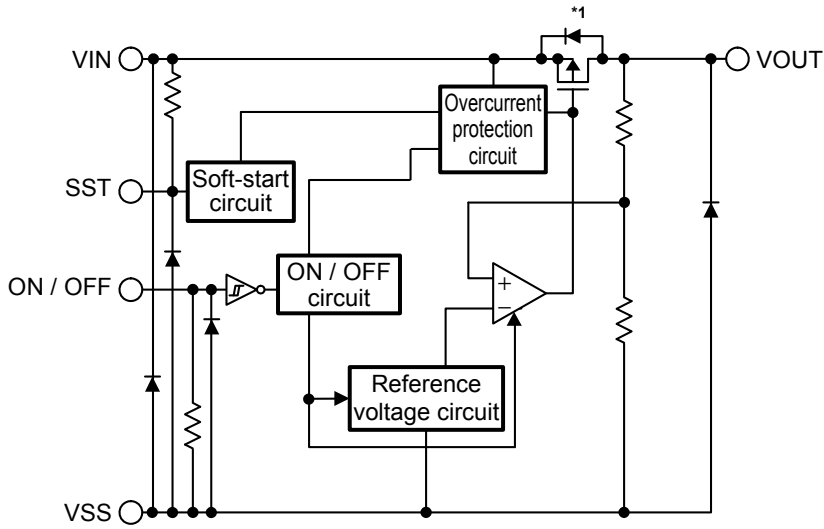 *1
VIN
VOUT
Overcurrent
protection
circuit
SST
Soft-start
circuit
ON / OFF
ON / OFF
circuit
+
−
Reference
voltage circuit
VSS